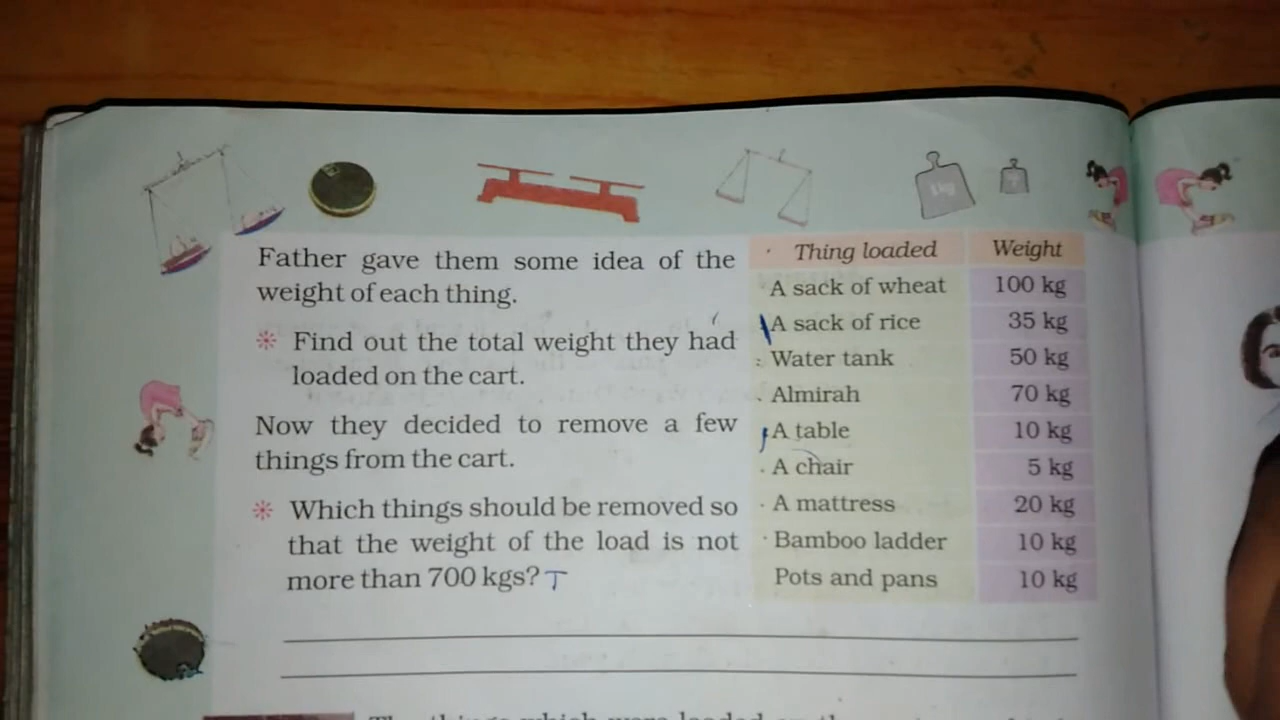 1kg
Father gave them some idea of the
weight of each thing.
✻ Find out the total weight they had
loaded on the cart.
Now they decided to remove a few
things from the cart.
✻ Which things should be removed so
that the weight of the load is not
more than 700 kgs? T
Thing loaded Weight
A sack of wheat 100 kg
A sack of rice 35 kg
Water tank 50 kg
Almirah 70 kg
A table 10 kg
A chair 5 kg
A mattress 20 kg
Bamboo ladder 10 kg
Pots and pans 10 kg